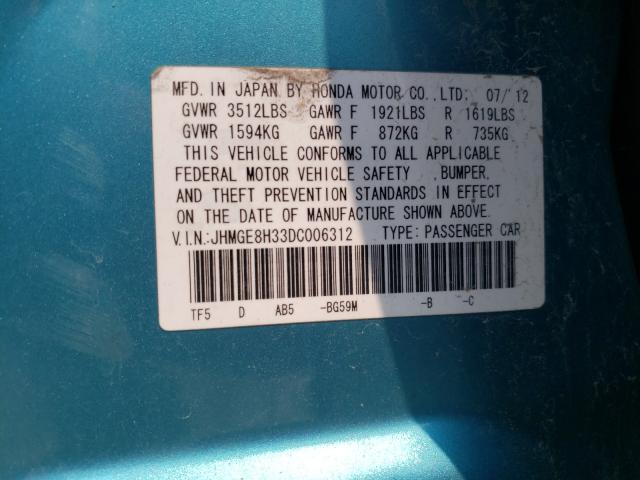 MFD. IN JAPAN BY HONDA MOTOR CO.,LTD. 07/'12
GVWR 3512LBS GAWR F 1921LBS R 1619LBS
GVWR 1594KG GAWR F 872KG R 735KG
THIS VEHICLE CONFORMS TO ALL APPLICABLE
FEDERAL MOTOR VEHICLE SAFETY ,BUMPER,
AND THEFT PREVENTION STANDARDS IN EFFECT
ON THE DATE OF MANUFACTURE SHOWN ABOVE.
V.I.N.:JHMGE8H33DC006312 TYPE: PASSENGER CAR
TF5 D AB5 -BG59M -B -C